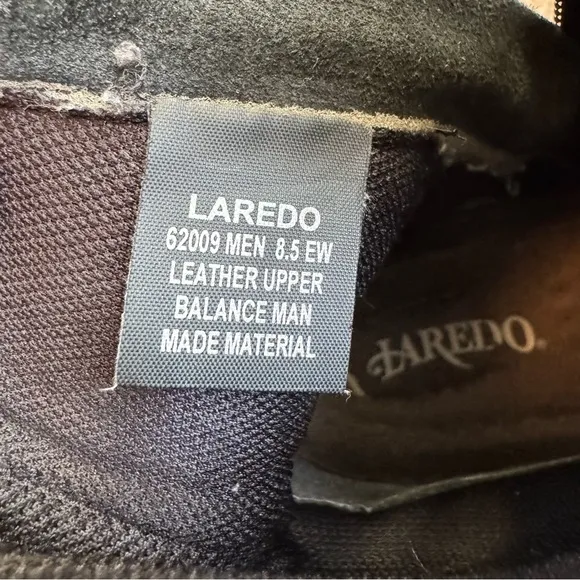 LAREDO
62009 MEN 8.5 EW
LEATHER UPPER
BALANCE MAN
MADE MATERIAL
LAREDO®